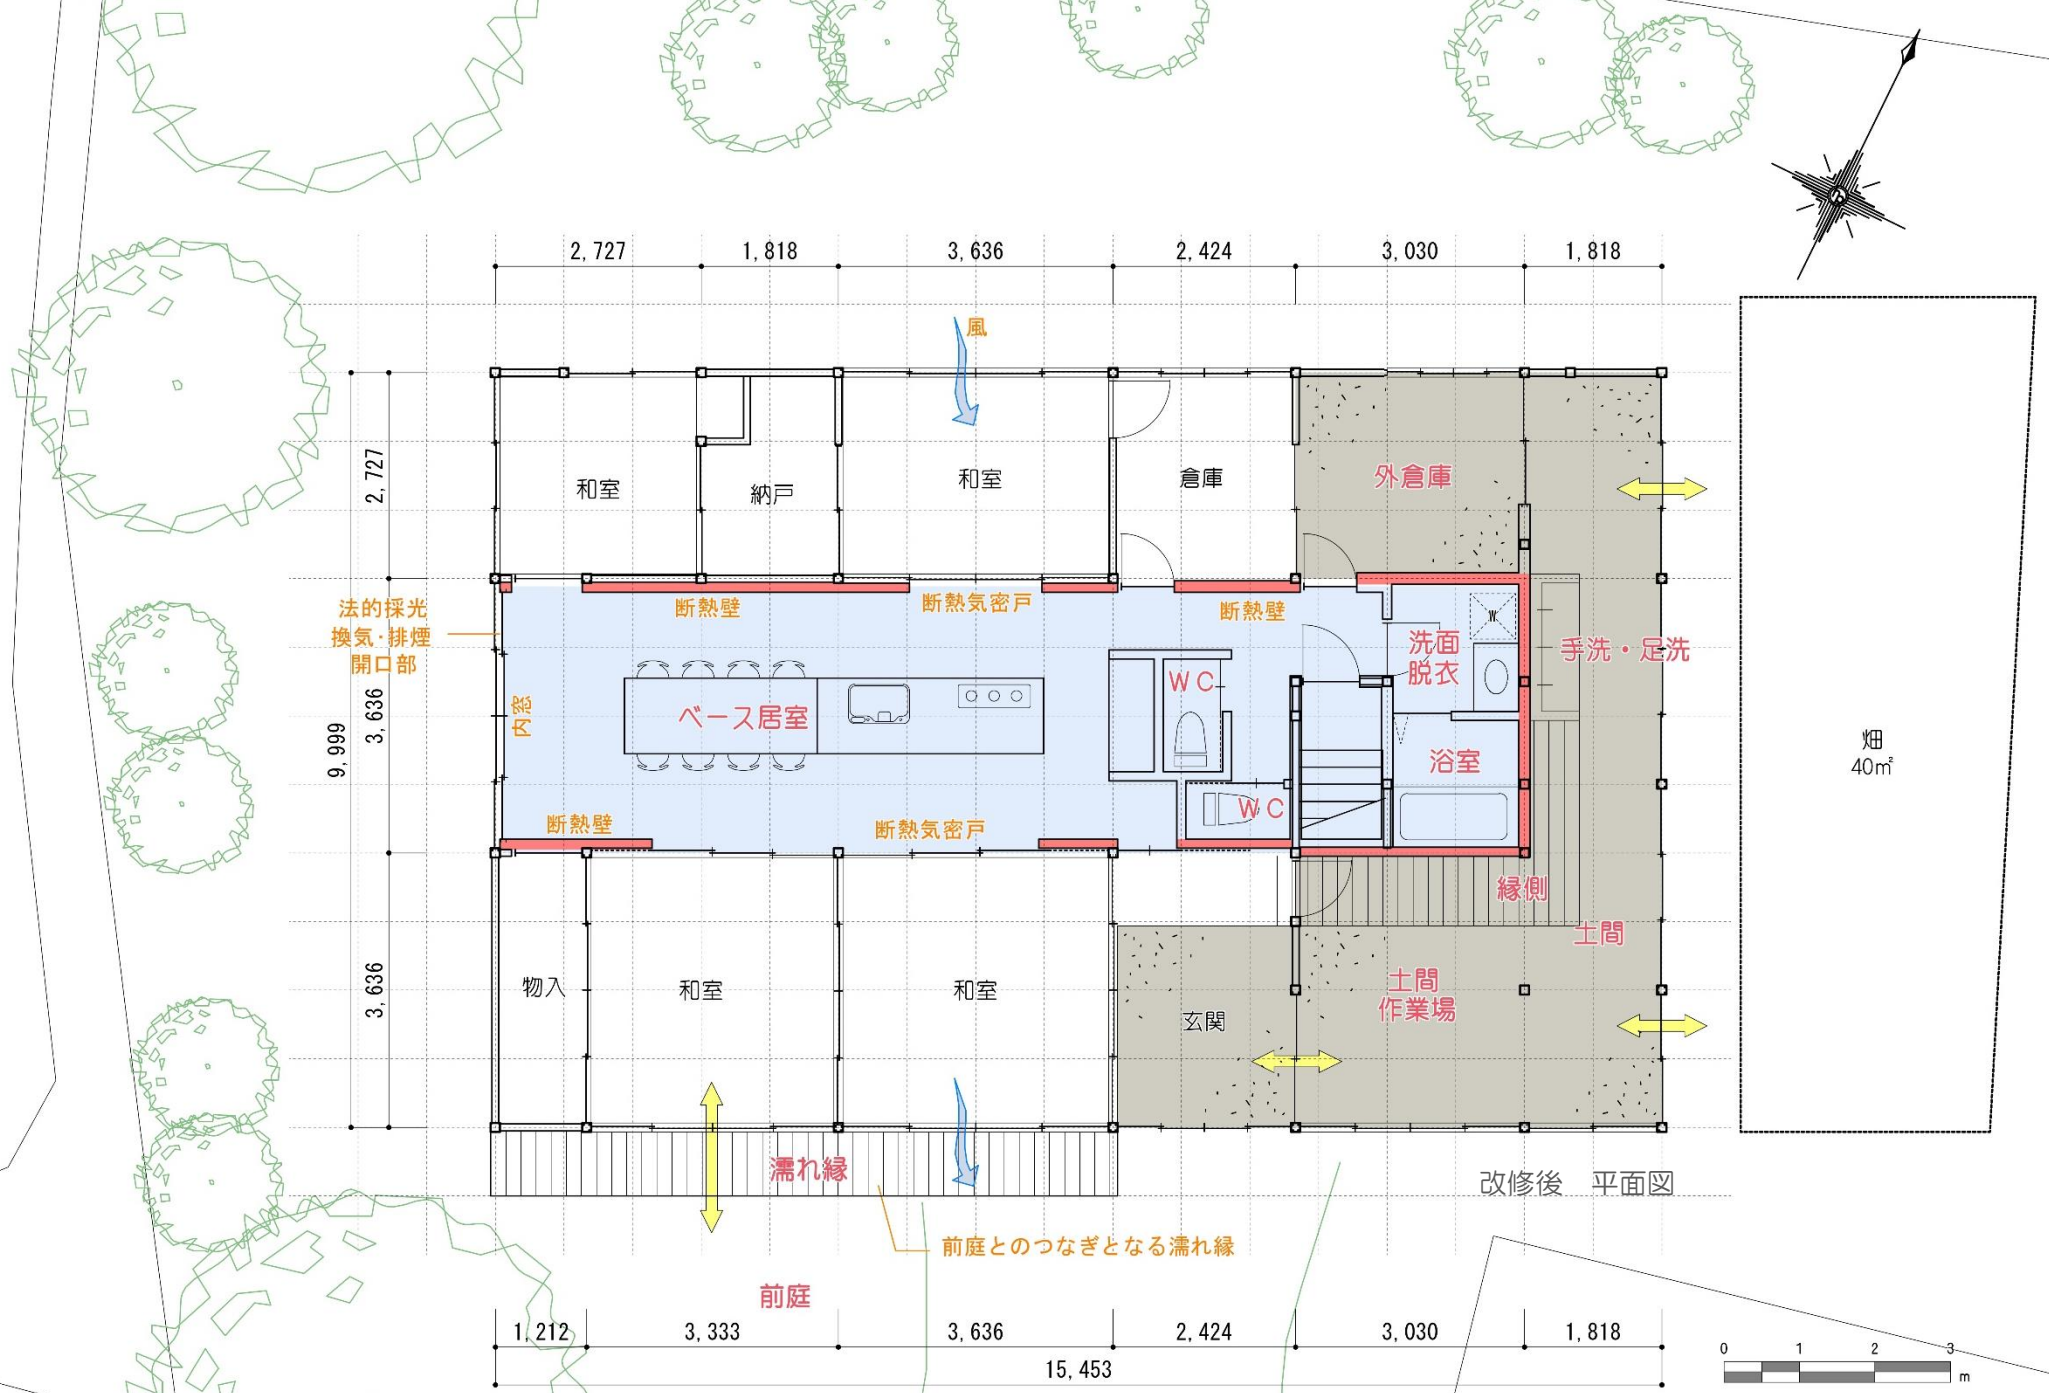 2,727
1,818
3,636
2,424
3,030
1,818
風
和室
納戸
和室
倉庫
外倉庫
2,727
法的採光
換気・排煙
開口部
断熱壁
断熱気密戸
断熱壁
洗面
脱衣
W
手洗・足洗
ＷＣ
ベース居室
内窓
3,636
9,999
浴室
ＷＣ
畑
40㎡
断熱壁
断熱気密戸
縁側
土間
物入
和室
和室
玄関
土間
作業場
3,636
濡れ縁
改修後　平面図
前庭とのつなぎとなる濡れ縁
前庭
1,212
3,333
3,636
2,424
3,030
1,818
15,453
0 1 2 3
m